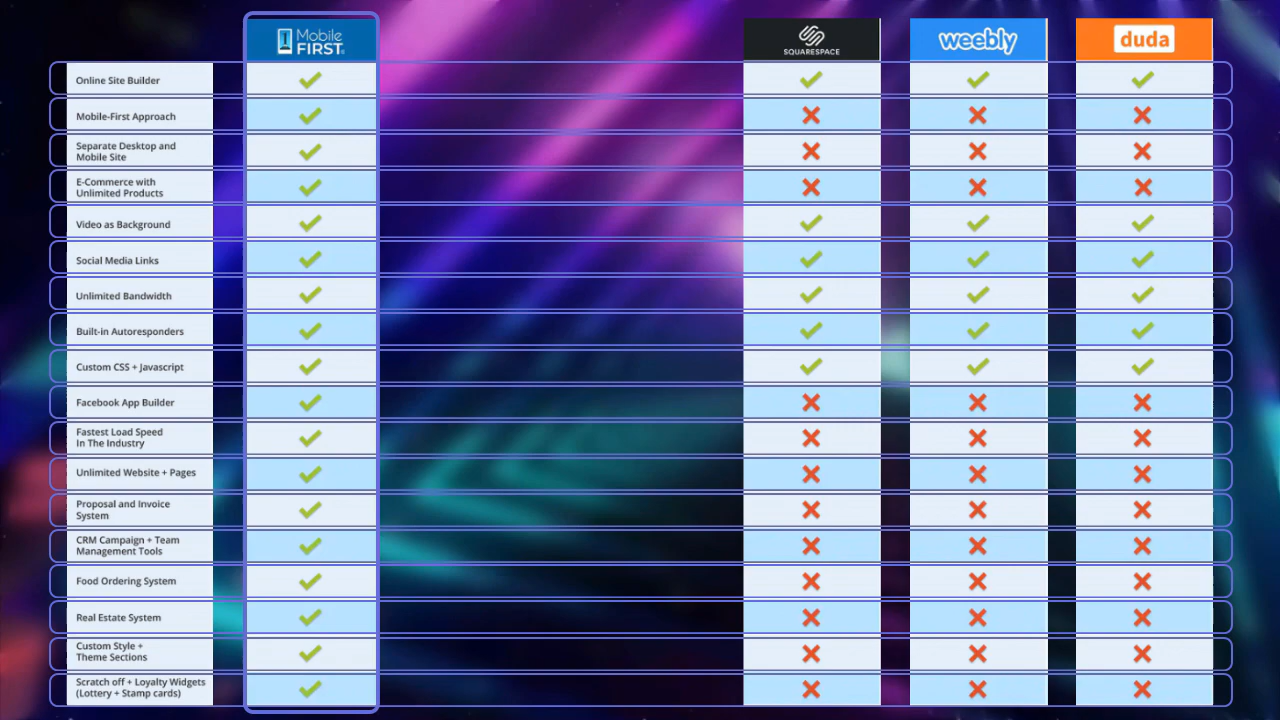 Mobile
FIRST
SQUARESPACE
weebly
duda
Online Site Builder
Mobile-First Approach
Separate Desktop and
Mobile Site
E-Commerce with
Unlimited Products
Video as Background
Social Media Links
Unlimited Bandwidth
Built-in Autoresponders
Custom CSS + Javascript
Facebook App Builder
Fastest Load Speed
In The Industry
Unlimited Website + Pages
Proposal and Invoice
System
CRM Campaign + Team
Management Tools
Food Ordering System
Real Estate System
Custom Style +
Theme Sections
Scratch off + Loyalty Widgets
(Lottery + Stamp cards)